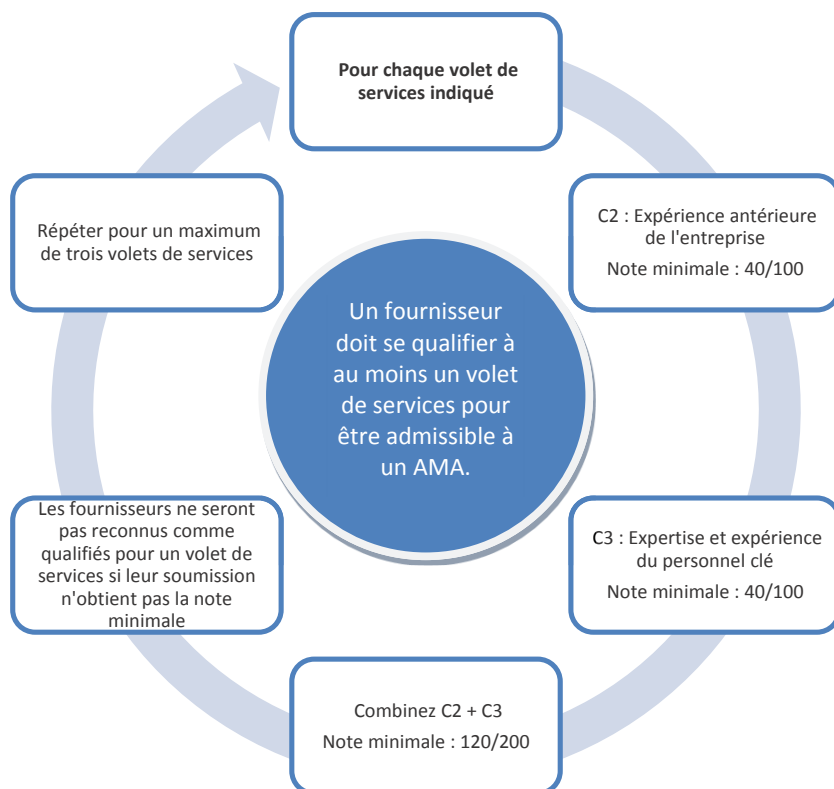 Pour chaque volet de
services indiqué
C2 : Expérience antérieure
de l'entreprise
Note minimale : 40/100
C3 : Expertise et expérience
du personnel clé
Note minimale : 40/100
Combinez C2 + C3
Note minimale : 120/200
Les fournisseurs ne seront
pas reconnus comme
qualifiés pour un volet de
services si leur soumission
n'obtient pas la note
minimale
Répéter pour un maximum
de trois volets de services
Un fournisseur
doit se qualifier à
au moins un volet
de services pour
être admissible à
un AMA.